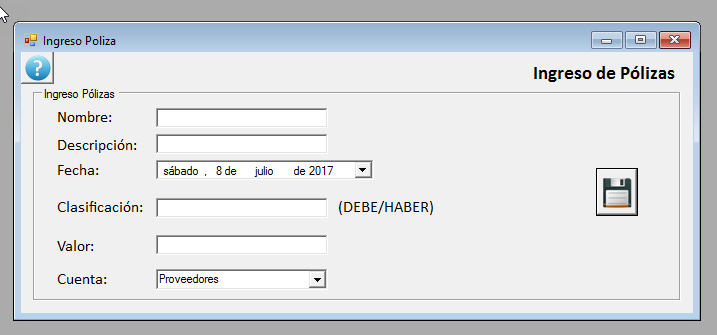 Ingreso Poliza
?
Ingreso de Pólizas
Ingreso Pólizas
Nombre:
Descripción:
Fecha: sábado , 8 de julio de 2017
Clasificación: (DEBE/HABER)
Valor:
Cuenta: Proveedores